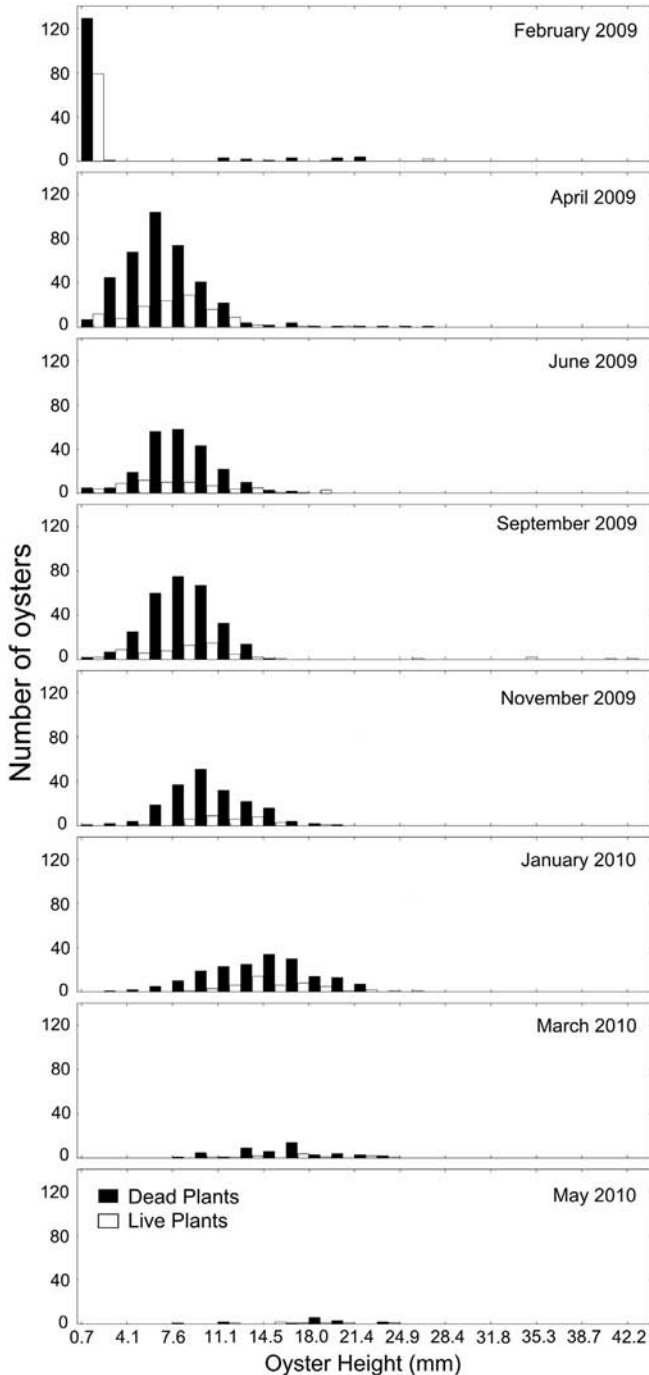 120
80
40
0
February 2009
120
80
40
0
April 2009
120
80
40
0
June 2009
120
80
40
0
September 2009
120
80
40
0
November 2009
120
80
40
0
January 2010
120
80
40
0
March 2010
120
80
40
0
May 2010
Dead Plants
Live Plants
Number of oysters
0.7 4.1 7.6 11.1 14.5 18.0 21.4 24.9 28.4 31.8 35.3 38.7 42.2
Oyster Height (mm)